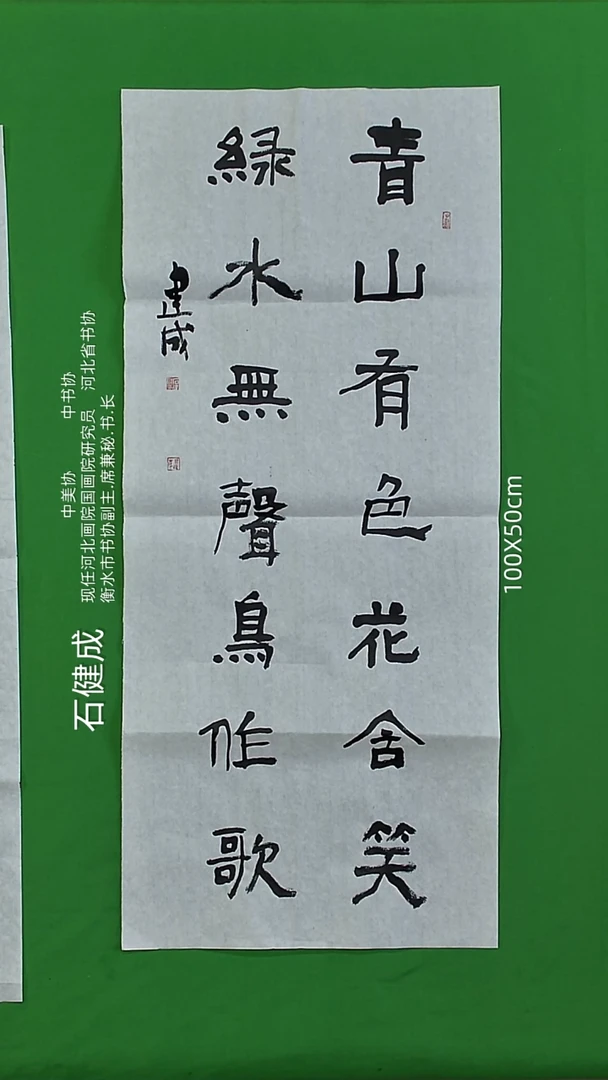 青山有色花含笑
綠水無聲鳥作歌
建成
石健成
中美协 中书协
现任河北画院国画院研究员 河北省书协
衡水市书协副主.席兼秘.书.长
100X50cm